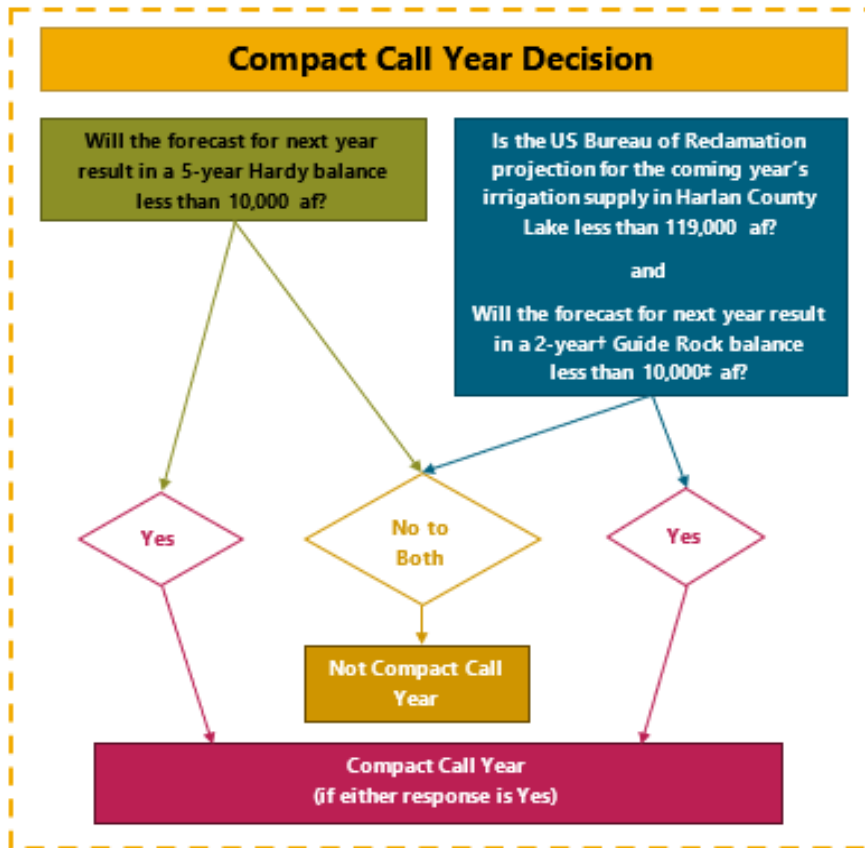 Compact Call Year Decision
Will the forecast for next year
result in a 5-year Hardy balance
less than 10,000 af?
Is the US Bureau of Reclamation
projection for the coming year's
irrigation supply in Harlan County
Lake less than 119,000 af?
and
Will the forecast for next year result
in a 2-year† Guide Rock balance
less than 10,000‡ af?
Yes
No to
Both
Yes
Not Compact Call
Year
Compact Call Year
(if either response is Yes)